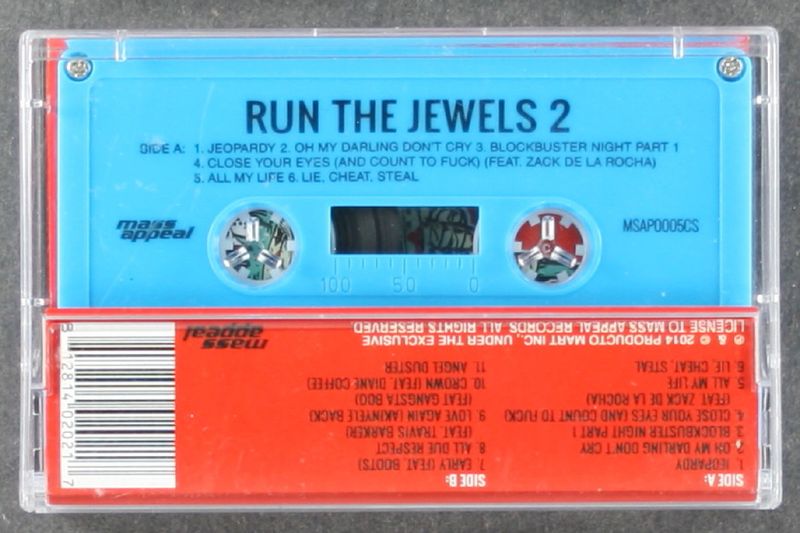 RUN THE JEWELS 2
SIDE A: 1. JEOPARDY 2. OH MY DARLING DON'T CRY 3. BLOCKBUSTER NIGHT PART 1
4. CLOSE YOUR EYES (AND COUNT TO FUCK) (FEAT. ZACK DE LA ROCHA)
5. ALL MY LIFE 6. LIE, CHEAT, STEAL
mass
appeal
MSAP0005CS
100 50 0
SIDE A:
1. JEOPARDY
2. OH MY DARLING DON'T CRY
3. BLOCKBUSTER NIGHT PART 1
4. CLOSE YOUR EYES (AND COUNT TO FUCK)
(FEAT ZACK DE LA ROCHA)
5. ALL MY LIFE
6. LIE, CHEAT, STEAL
SIDE B:
7. EARLY (FEAT. BOOTS)
8. ALL DUE RESPECT
(FEAT. TRAVIS BARKER)
9. LOVE AGAIN (AKINYELE BACK)
(FEAT GANGSTA BOO)
10. CROWN (FEAT. DIANE COFFEE)
11. ANGEL DUSTER
℗ & © 2014 PRODUCTO MART INC., UNDER THE EXCLUSIVE
LICENSE TO MASS APPEAL RECORDS. ALL RIGHTS RESERVED.
mass
appeal
8 12814 02021 7